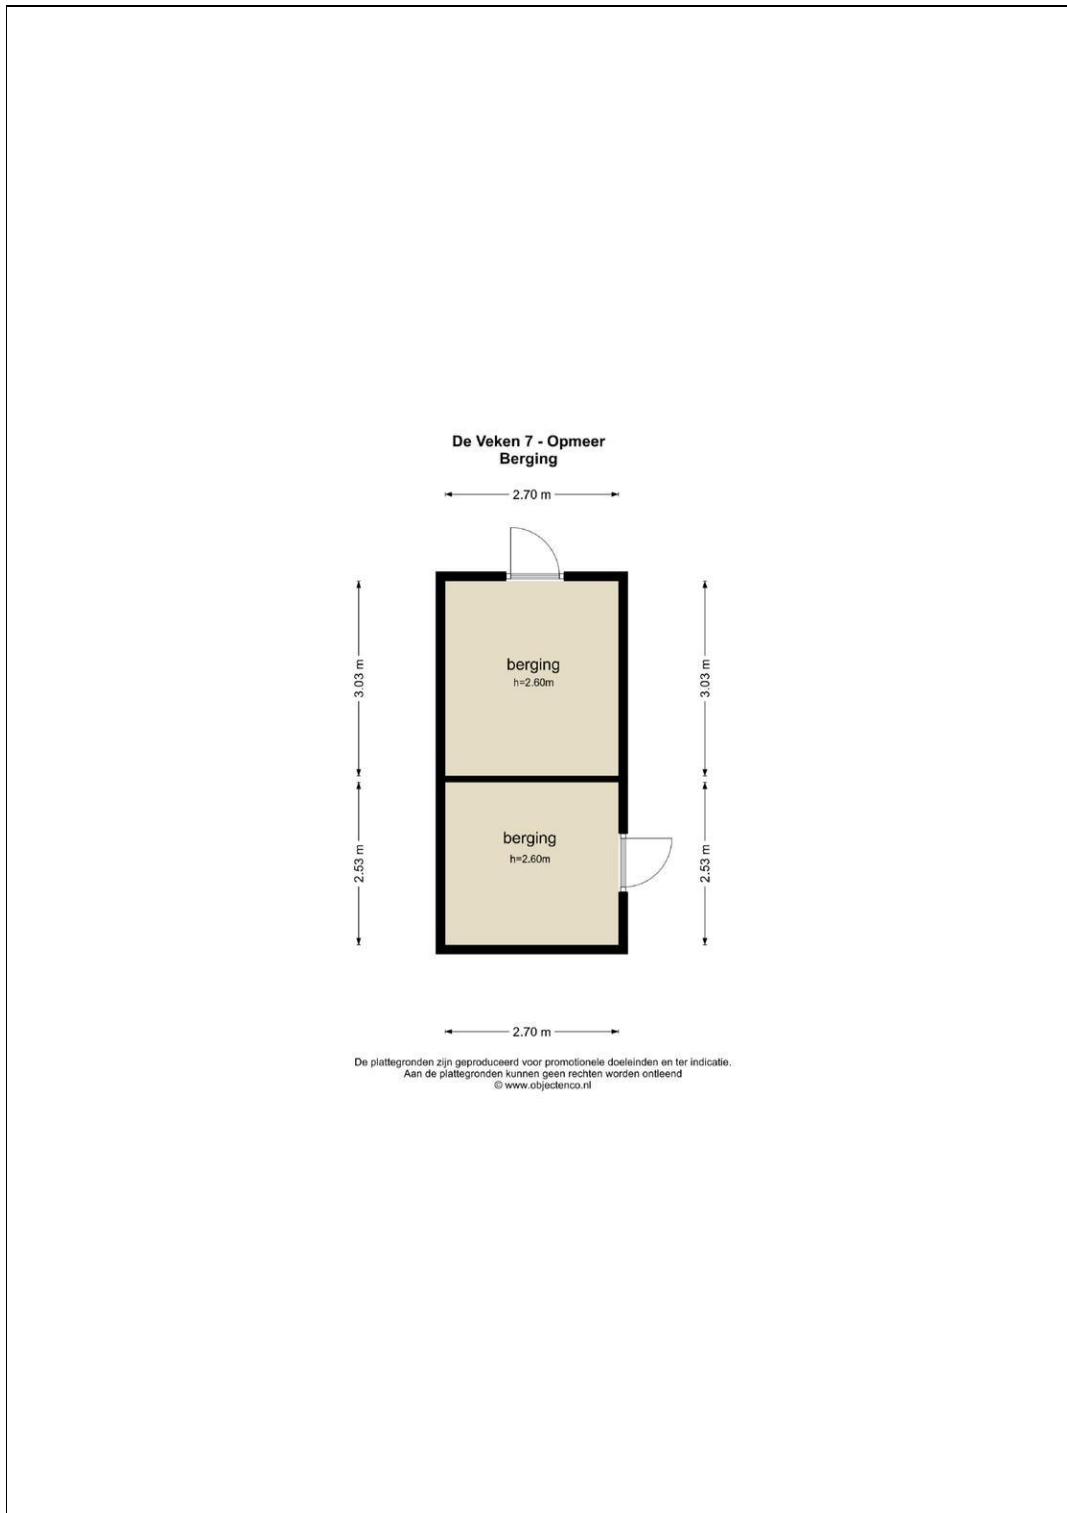 De Veken 7 - Opmeer
Berging
2.70 m
3.03 m
3.03 m
berging
h=2.60m
2.53 m
2.53 m
berging
h=2.60m
2.70 m
De plattegronden zijn geproduceerd voor promotionele doeleinden en ter indicatie.
Aan de plattegronden kunnen geen rechten worden ontleend
© www.objectenco.nl